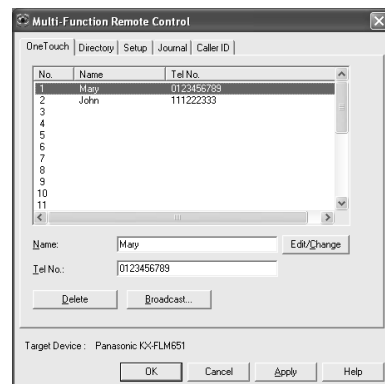 Multi-Function Remote Control
OneTouch Directory Setup Journal Caller ID
No. Name Tel No.
1 Mary 0123456789
2 John 111222333
3
4
5
6
7
8
9
10
11
Name: Mary Edit/Change
Tel No.: 0123456789
Delete Broadcast...
Target Device : Panasonic KX-FLM651
OK Cancel Apply Help